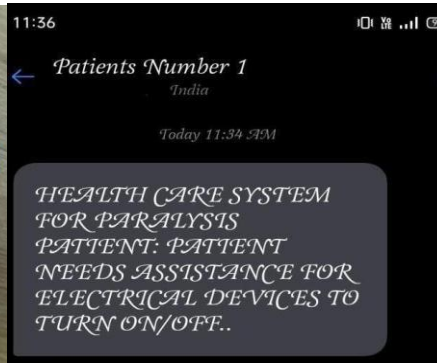 11:36
Patients Number 1
India
Today 11:34 AM
HEALTH CARE SYSTEM
FOR PARALYSIS
PATIENT: PATIENT
NEEDS ASSISTANCE FOR
ELECTRICAL DEVICES TO
TURN ON/OFF..